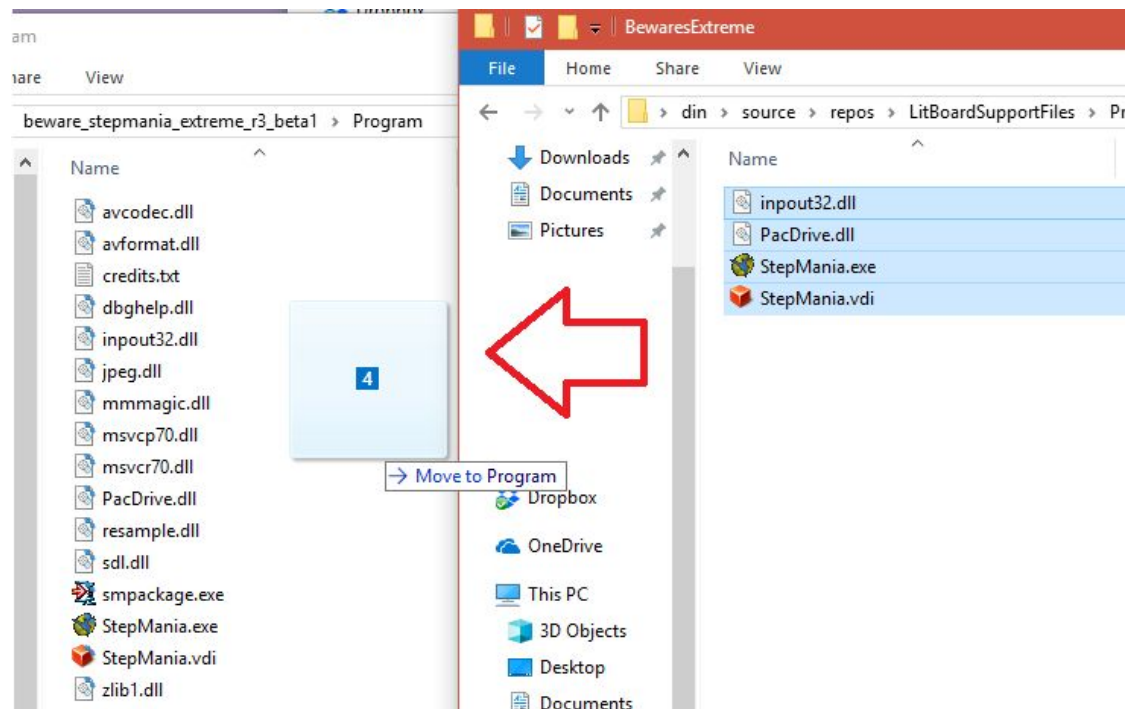 Dropbox
am
hare
View
beware_stepmania_extreme_r3_beta1 > Program
Name
avcodec.dll
avformat.dll
credits.txt
dbghelp.dll
inpout32.dll
jpeg.dll
mmmagic.dll
msvcp70.dll
msvcr70.dll
PacDrive.dll
resample.dll
sdl.dll
smpackage.exe
StepMania.exe
StepMania.vdi
zlib1.dll
4
→ Move to Program
BewaresExtreme
File Home Share View
din > source > repos > LitBoardSupportFiles > Pr
Downloads
Documents
Pictures
Dropbox
OneDrive
This PC
3D Objects
Desktop
Documents
Name
inpout32.dll
PacDrive.dll
StepMania.exe
StepMania.vdi